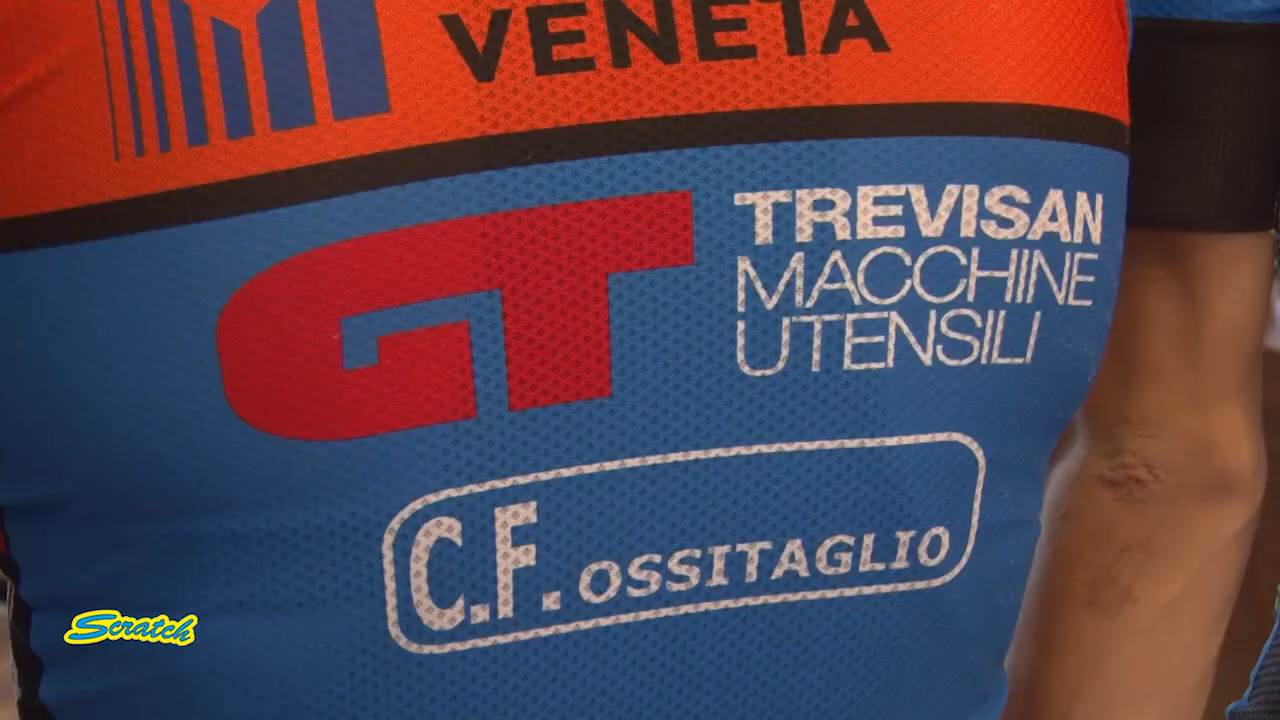 VENETA
GT
TREVISAN
MACCHINE
UTENSILI
C.F. OSSITAGLIO
Scratch